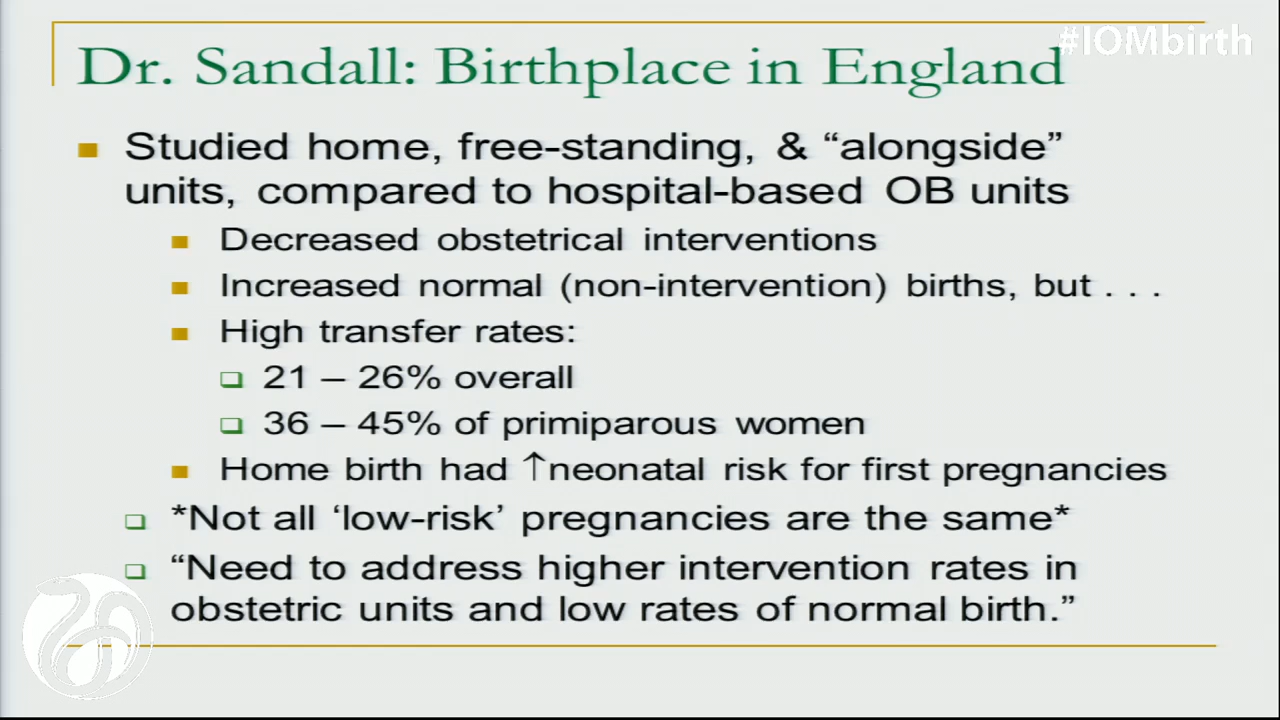 #IOMbirth
Dr. Sandall: Birthplace in England
Studied home, free-standing, & “alongside”
units, compared to hospital-based OB units
Decreased obstetrical interventions
Increased normal (non-intervention) births, but . . .
High transfer rates:
21 – 26% overall
36 – 45% of primiparous women
Home birth had ↑neonatal risk for first pregnancies
*Not all ‘low-risk’ pregnancies are the same*
“Need to address higher intervention rates in
obstetric units and low rates of normal birth.”